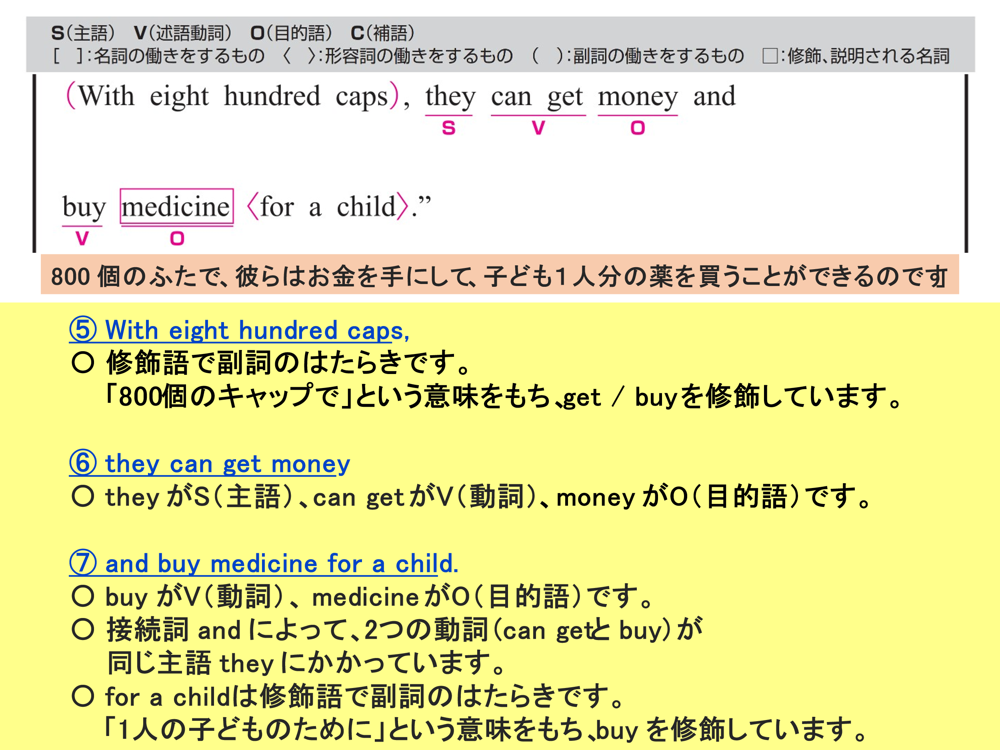 S(主語) V(述語動詞) O(目的語) C(補語)
[ ]:名詞の働きをするもの 〈 〉:形容詞の働きをするもの ( ):副詞の働きをするもの □:修飾、説明される名詞
(With eight hundred caps), they can get money and
S V O
buy medicine 〈for a child〉.”
V O
800 個のふたで、彼らはお金を手にして、子ども１人分の薬を買うことができるのです」
⑤ With eight hundred caps,
○ 修飾語で副詞のはたらきです。
「800個のキャップで」という意味をもち、get / buyを修飾しています。
⑥ they can get money
○ they がS（主語）、can get がV（動詞）、money がO（目的語）です。
⑦ and buy medicine for a child.
○ buy がV（動詞）、 medicine がO（目的語）です。
○ 接続詞 and によって、2つの動詞（can getと buy）が
同じ主語 they にかかっています。
○ for a childは修飾語で副詞のはたらきです。
「1人の子どものために」という意味をもち、buy を修飾しています。